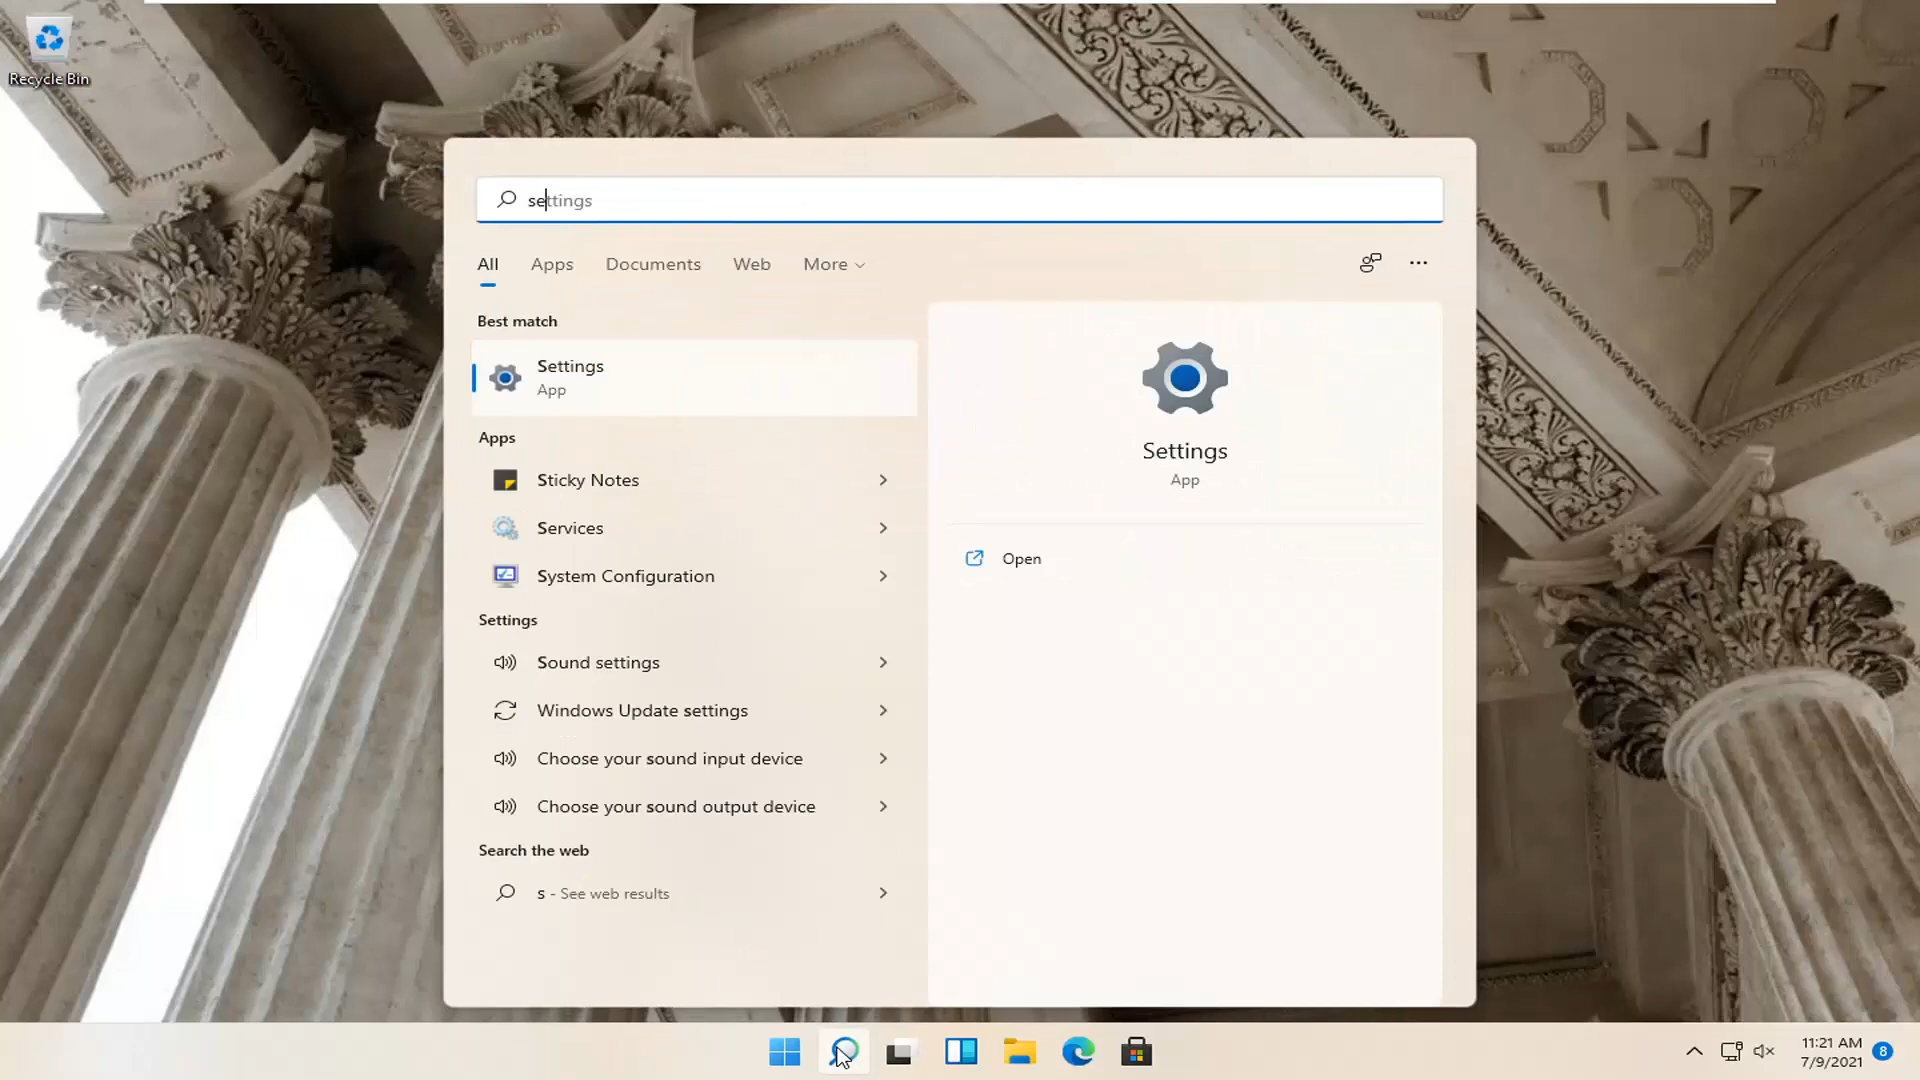 Recycle Bin
settings
All Apps Documents Web More
Best match
Settings
App
Apps
Sticky Notes
Services
System Configuration
Settings
Sound settings
Windows Update settings
Choose your sound input device
Choose your sound output device
Search the web
s - See web results
Settings
App
Open
11:21 AM
7/9/2021
8